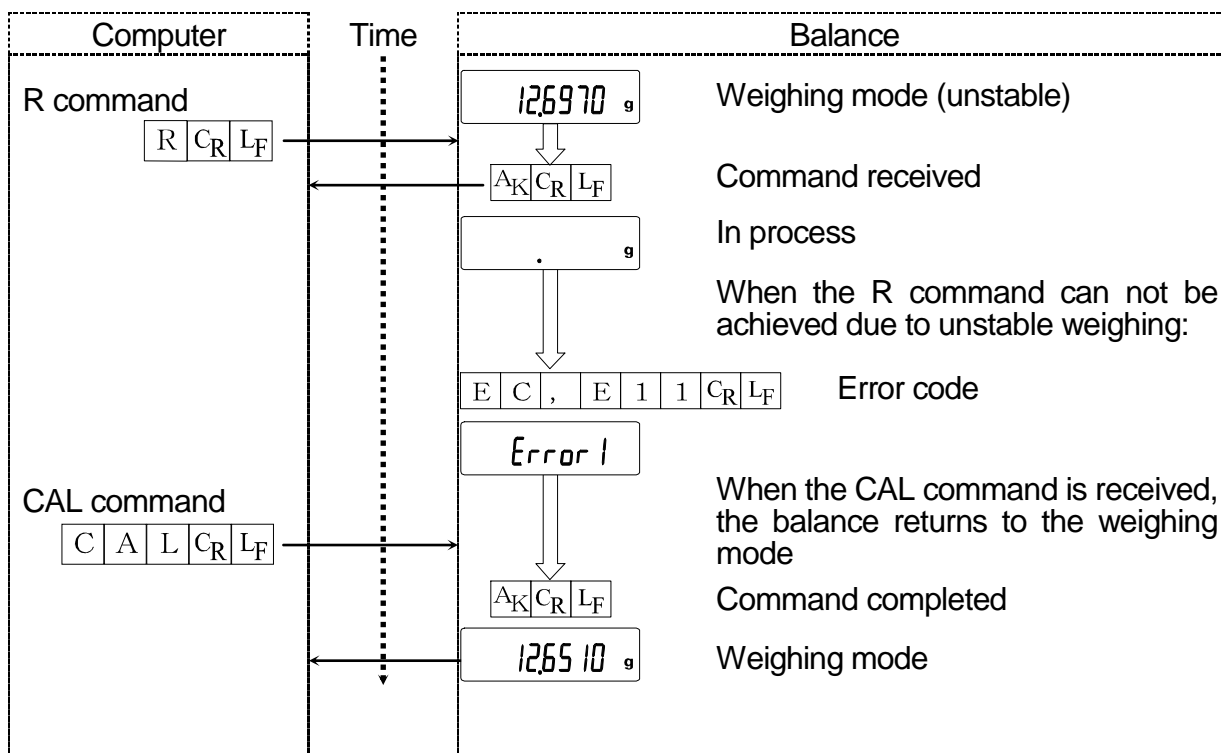 Computer Time Balance
R command
R CR LF
12.6970 g Weighing mode (unstable)
AK CR LF Command received
. g In process
When the R command can not be
achieved due to unstable weighing:
E C , E 1 1 CR LF Error code
Error 1
CAL command
C A L CR LF
When the CAL command is received,
the balance returns to the weighing
mode
AK CR LF Command completed
12.6510 g Weighing mode